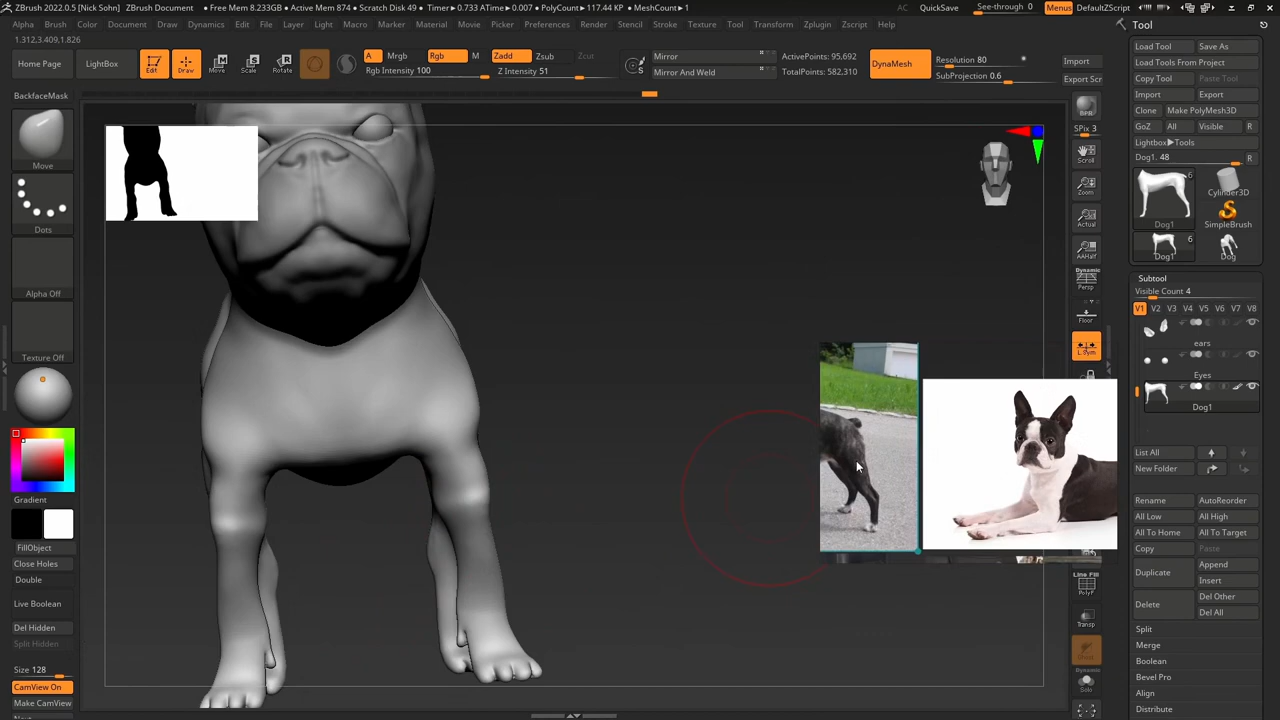 ZBrush 2022.0.5 [Nick Sohn]   ZBrush Document   ● Free Mem 8.233GB ● Active Mem 874 ● Scratch Disk 49 ● Timer▶0.733 ATime▶0.007 ● PolyCount▶117.44 KP ● MeshCount▶1   AC   QuickSave   See-through 0   Menus   DefaultZScript
Alpha Brush Color Document Draw Dynamics Edit File Layer Light Macro Material Movie Picker Preferences Render Stencil Stroke Texture Tool Transform Zplugin Zscript Help   Tool
1.312,3.409,1.826
Home Page   LightBox   Edit   Draw   Move   Scale   Rotate   A   Mrgb   Rgb   M   Zadd   Zsub   Zcut
Rgb Intensity 100   Z Intensity 51
Mirror   ActivePoints: 95,692
Mirror And Weld   TotalPoints: 582,310
DynaMesh   Resolution 80   Import
SubProjection 0.6   Export Scr
BackfaceMask
Move
Dots
Alpha Off
Texture Off
Gradient
FillObject
Close Holes
Double
Live Boolean
Del Hidden
Split Hidden
Size 128
CamView On
Make CamView
BPR
SPix 3
Scroll
Zoom
Actual
AAHalf
Dynamic
Persp
Floor
L.Sym
Line Fill
PolyF
Transp
Ghost
Dynamic
Solo
Load Tool   Save As
Load Tools From Project
Copy Tool   Paste Tool
Import   Export
Clone   Make PolyMesh3D
GoZ   All   Visible   R
Lightbox▶Tools
Dog1. 48   R
6
Cylinder3D
Dog1   SimpleBrush
6
Dog1   Dog
Subtool
Visible Count 4
V1 V2 V3 V4 V5 V6 V7 V8
ears
Eyes
Dog1
List All
New Folder
Rename   AutoReorder
All Low   All High
All To Home   All To Target
Copy   Paste
Duplicate   Append
Insert
Delete   Del Other
Del All
Split
Merge
Boolean
Bevel Pro
Align
Distribute